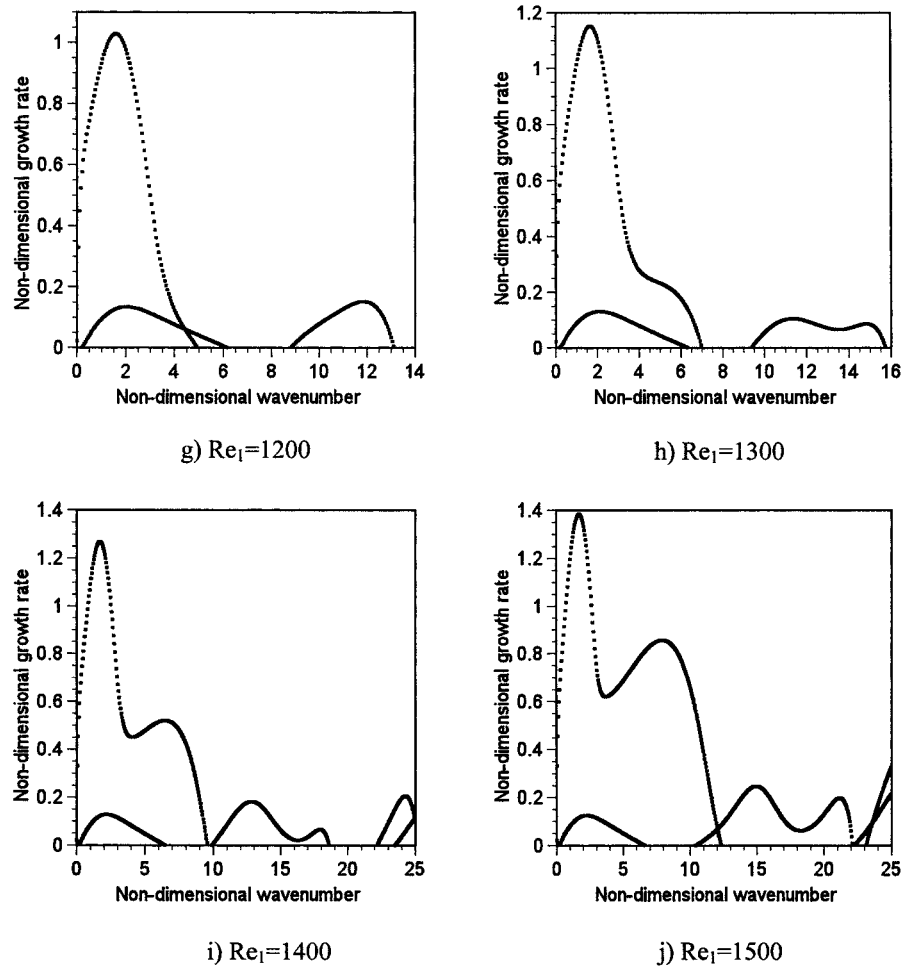 Non-dimensional growth rate
1
0.8
0.6
0.4
0.2
0
0 2 4 6 8 10 12 14
Non-dimensional wavenumber
g) Re1=1200
Non-dimensional growth rate
1.2
1
0.8
0.6
0.4
0.2
0
0 2 4 6 8 10 12 14 16
Non-dimensional wavenumber
h) Re1=1300
Non-dimensional growth rate
1.4
1.2
1
0.8
0.6
0.4
0.2
0
0 5 10 15 20 25
Non-dimensional wavenumber
i) Re1=1400
Non-dimensional growth rate
1.4
1.2
1
0.8
0.6
0.4
0.2
0
0 5 10 15 20 25
Non-dimensional wavenumber
j) Re1=1500